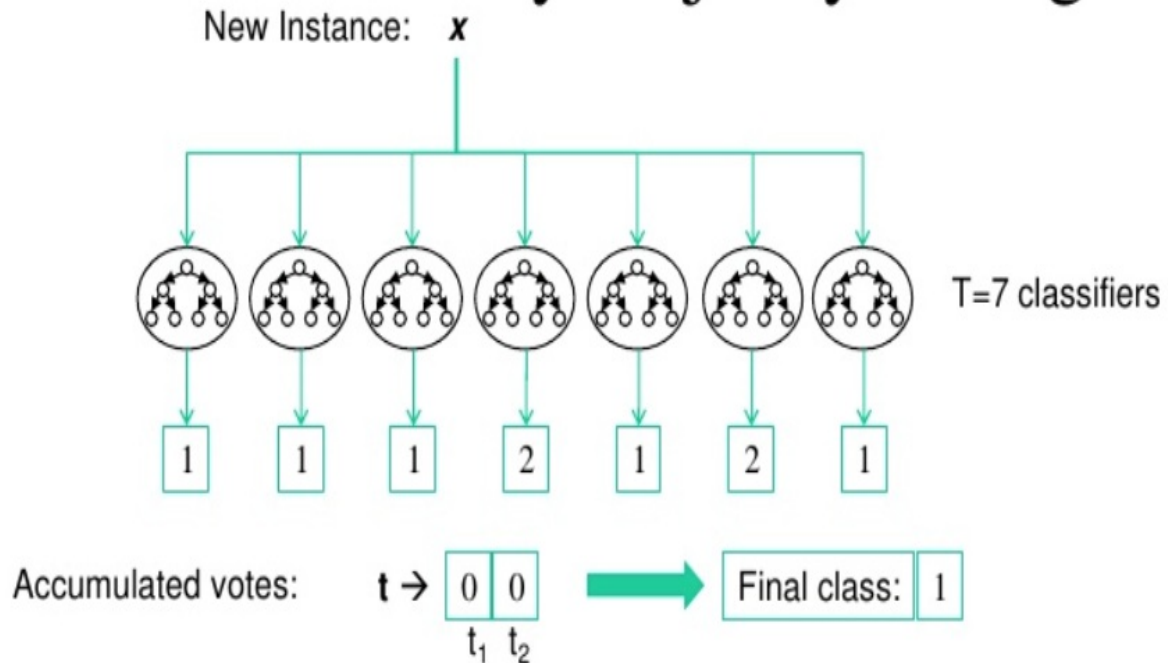 New Instance: x
T=7 classifiers
1 1 1 2 1 2 1
Accumulated votes: t → 0 0 Final class: 1
t₁ t₂